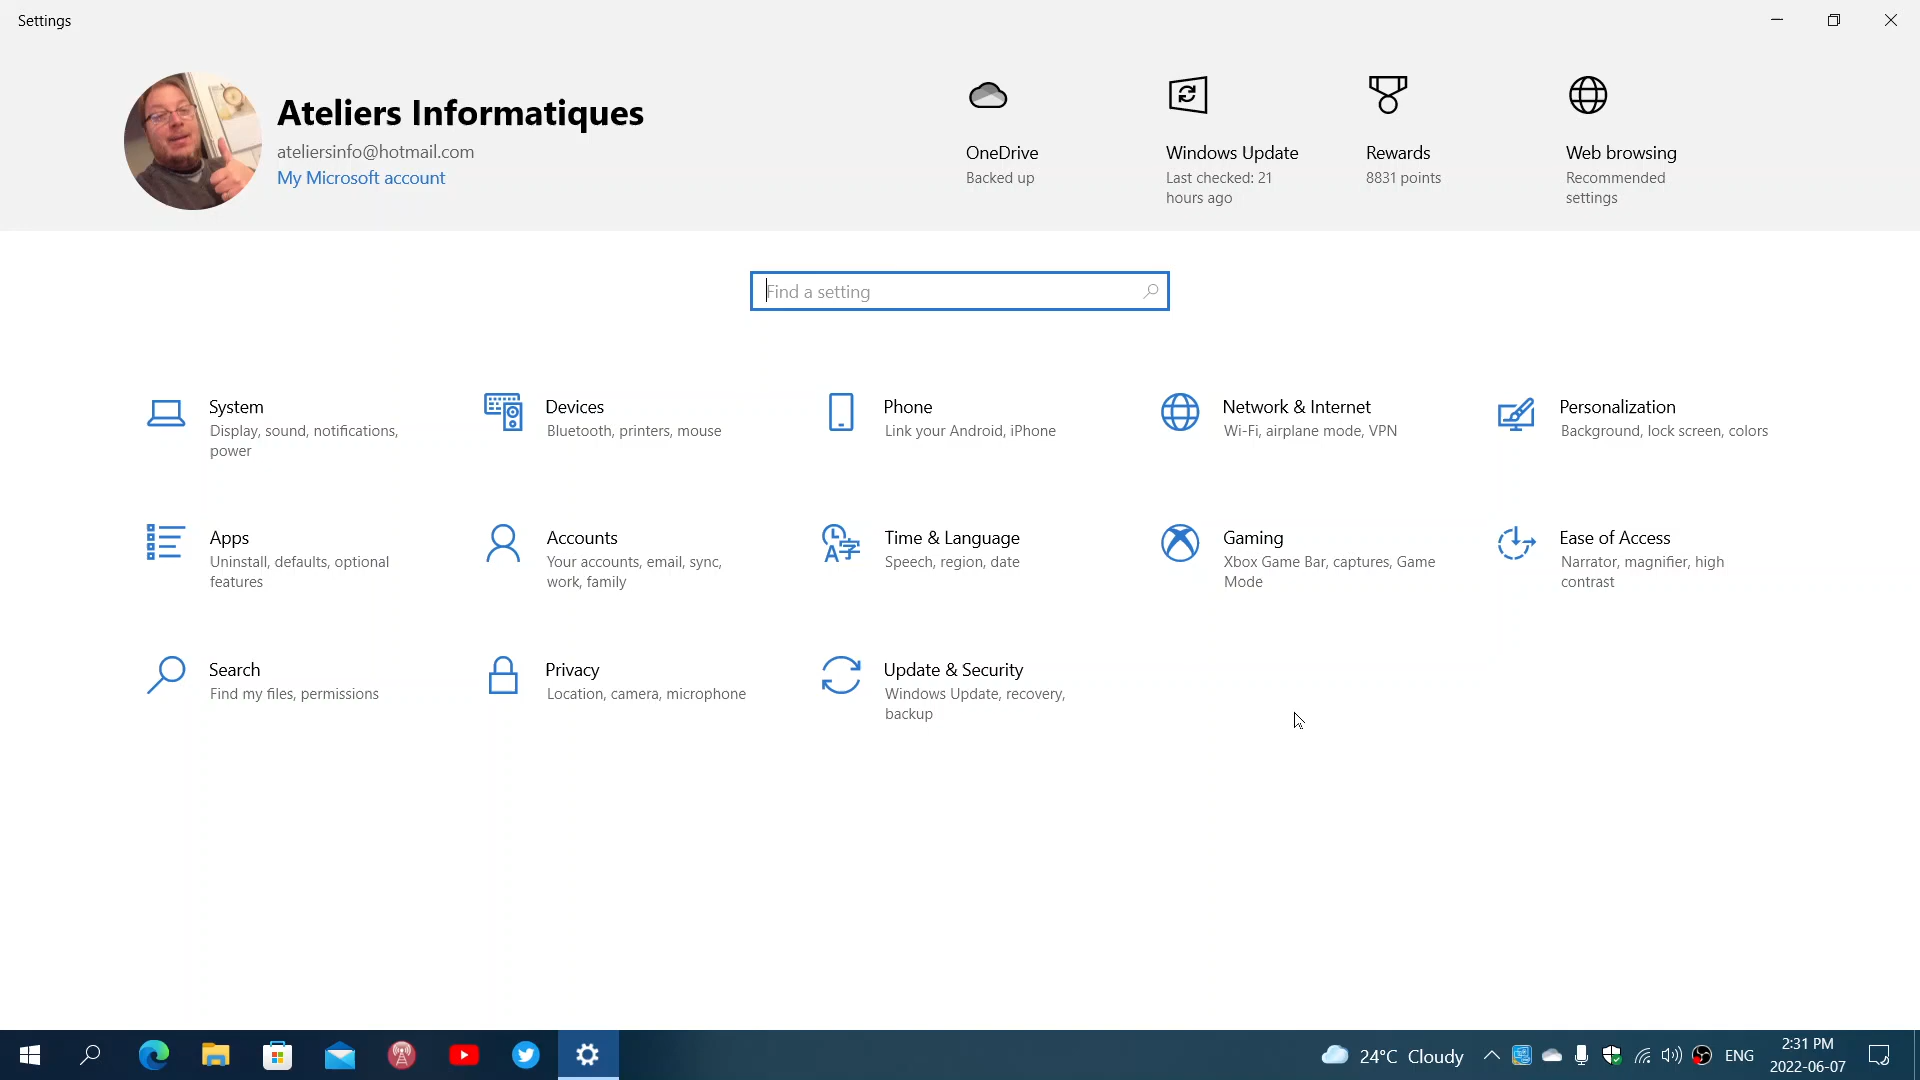 Settings
Ateliers Informatiques
ateliersinfo@hotmail.com
My Microsoft account
OneDrive
Backed up
Windows Update
Last checked: 21
hours ago
Rewards
8831 points
Web browsing
Recommended
settings
Find a setting
System
Display, sound, notifications,
power
Devices
Bluetooth, printers, mouse
Phone
Link your Android, iPhone
Network & Internet
Wi-Fi, airplane mode, VPN
Personalization
Background, lock screen, colors
Apps
Uninstall, defaults, optional
features
Accounts
Your accounts, email, sync,
work, family
Time & Language
Speech, region, date
Gaming
Xbox Game Bar, captures, Game
Mode
Ease of Access
Narrator, magnifier, high
contrast
Search
Find my files, permissions
Privacy
Location, camera, microphone
Update & Security
Windows Update, recovery,
backup
24°C Cloudy
ENG
2:31 PM
2022-06-07